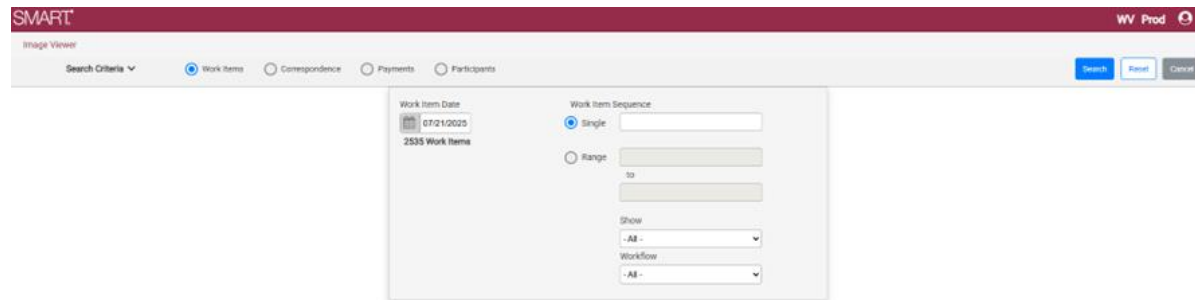 SMART
WV Prod
Image Viewer
Search Criteria
Work Items
Correspondence
Payments
Participants
Search
Reset
Cancel
Work Item Date
07/21/2025
2535 Work Items
Work Item Sequence
Single
Range
to
Show
- All -
Workflow
- All -